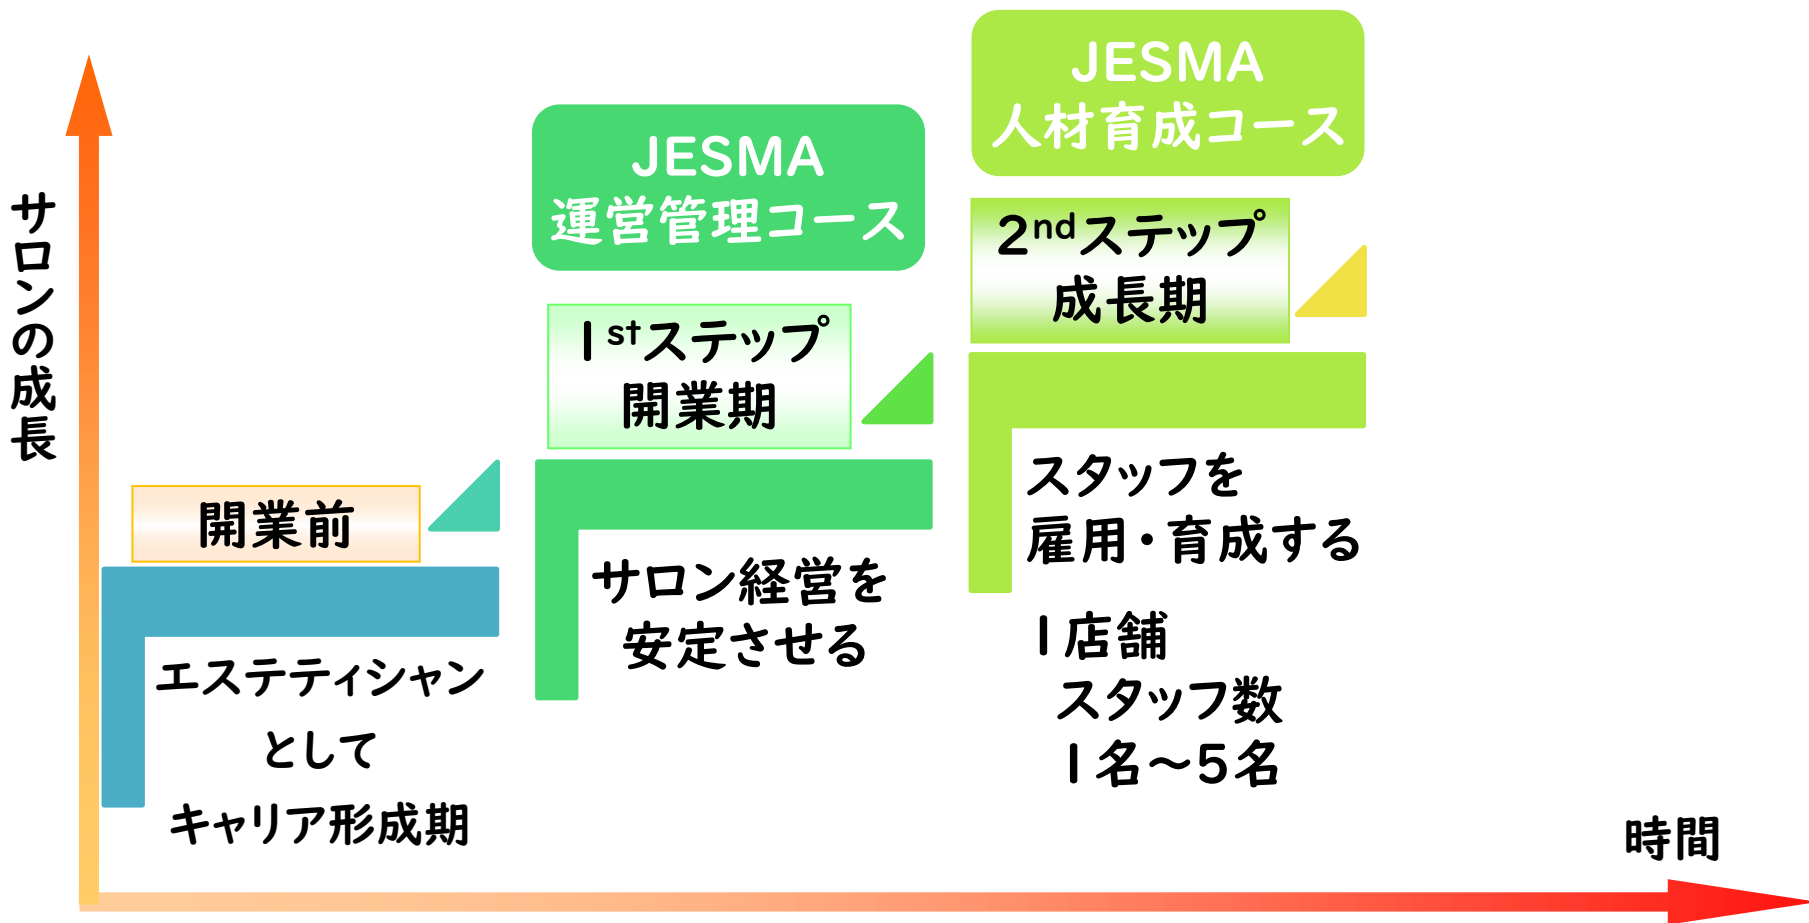 サロンの成長
開業前
エステティシャン
として
キャリア形成期
JESMA
運営管理コース
1stステップ
開業期
サロン経営を
安定させる
JESMA
人材育成コース
2ndステップ
成長期
スタッフを
雇用・育成する
1店舗
スタッフ数
1名～5名
時間